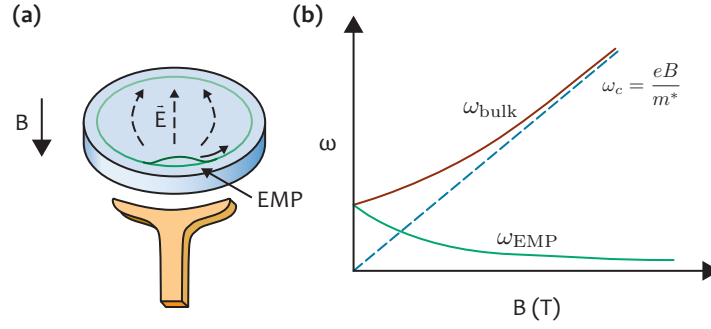 (a)
B
E⃗
EMP
(b)
ω
ω_bulk
ω_c = eB/m*
ω_EMP
B (T)